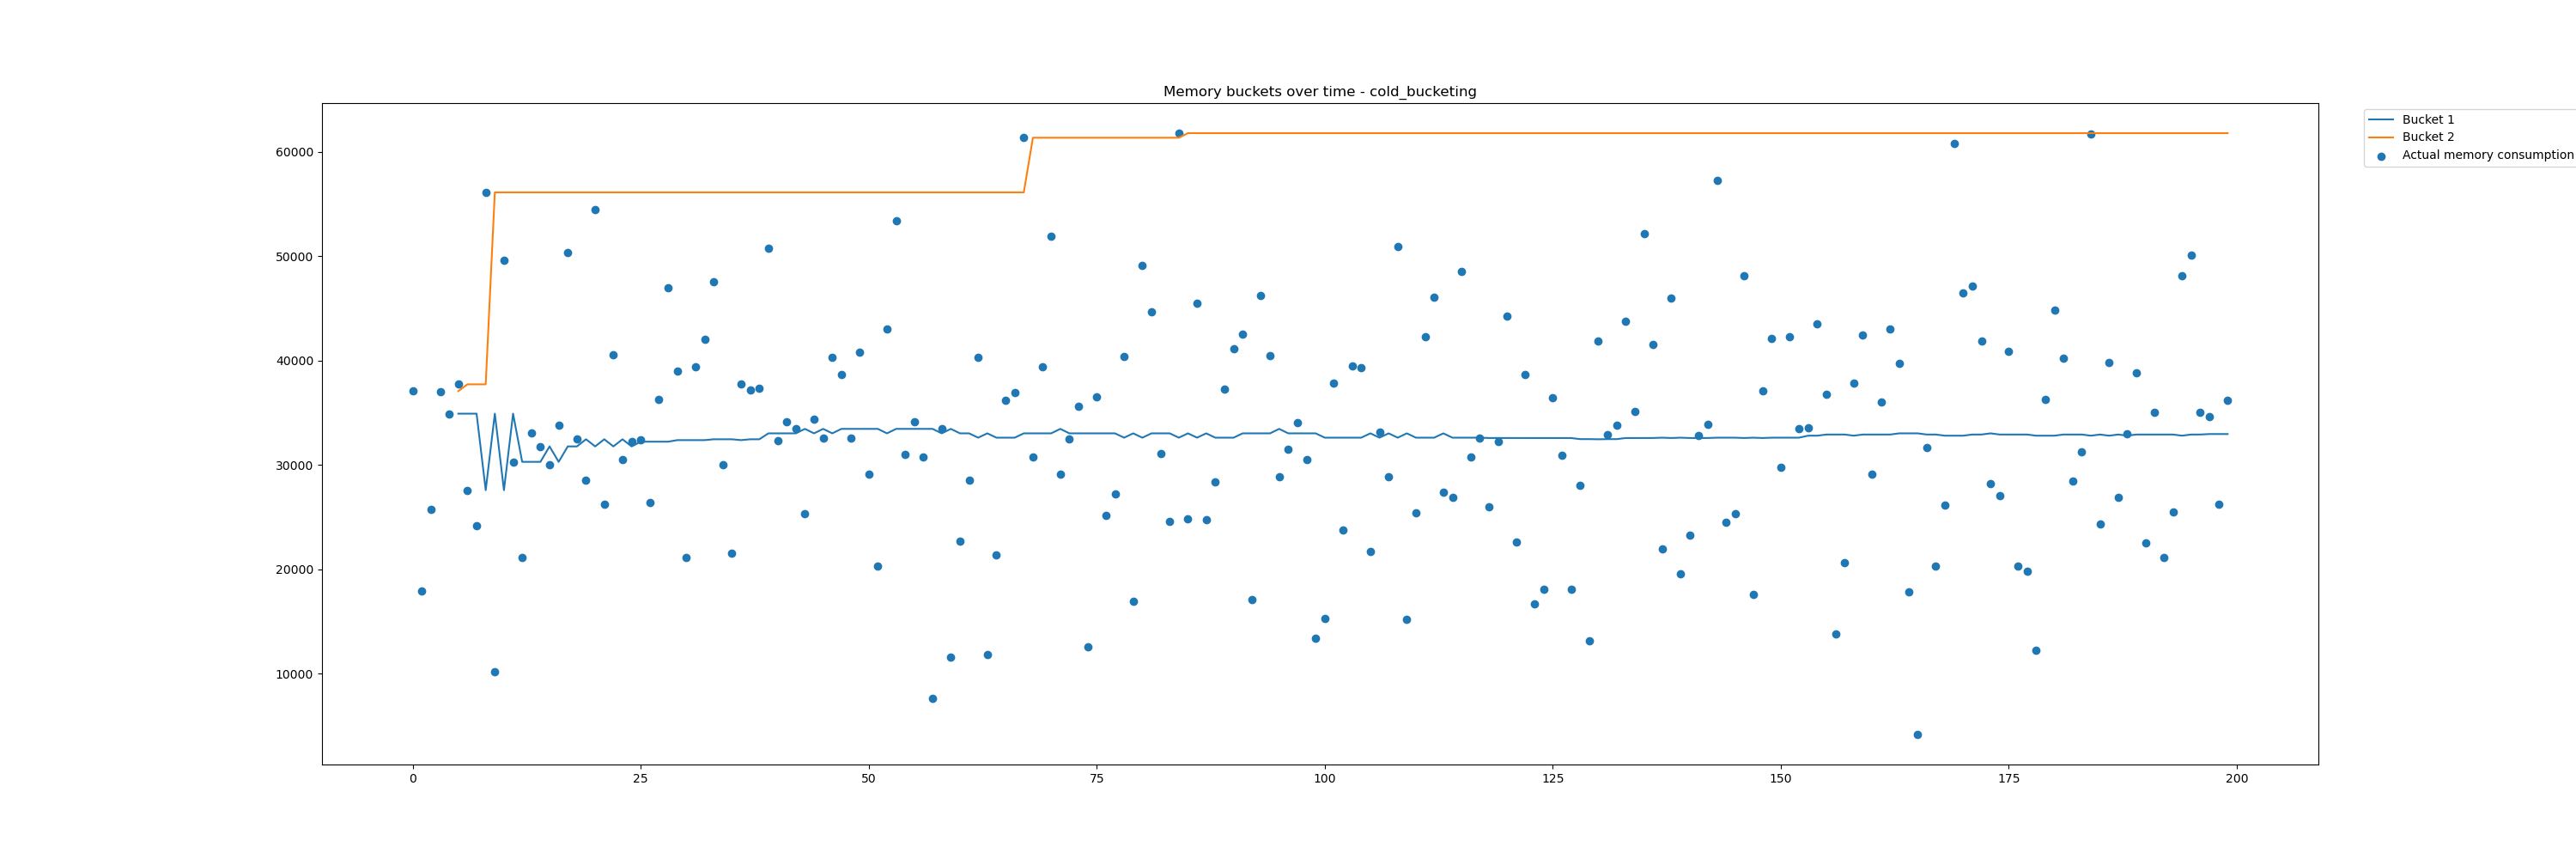 Memory buckets over time - cold_bucketing
Bucket 1
Bucket 2
Actual memory consumption
60000
50000
40000
30000
20000
10000
0 25 50 75 100 125 150 175 200